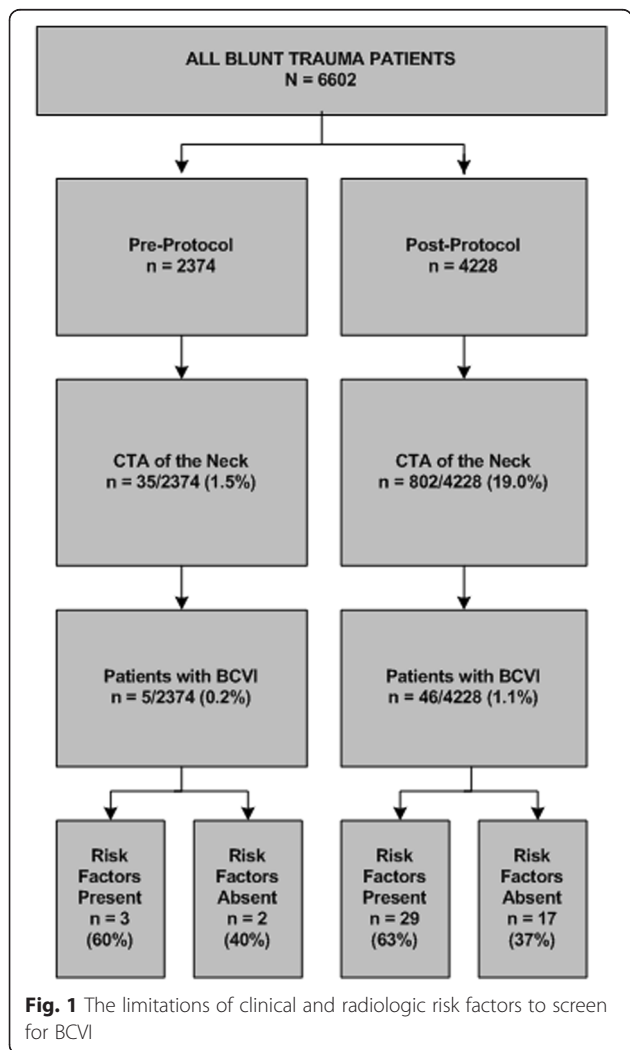 ALL BLUNT TRAUMA PATIENTS
N = 6602
Pre-Protocol
n = 2374
Post-Protocol
n = 4228
CTA of the Neck
n = 35/2374 (1.5%)
CTA of the Neck
n = 802/4228 (19.0%)
Patients with BCVI
n = 5/2374 (0.2%)
Patients with BCVI
n = 46/4228 (1.1%)
Risk
Factors
Present
n = 3
(60%)
Risk
Factors
Absent
n = 2
(40%)
Risk
Factors
Present
n = 29
(63%)
Risk
Factors
Absent
n = 17
(37%)
Fig. 1 The limitations of clinical and radiologic risk factors to screen
for BCVI